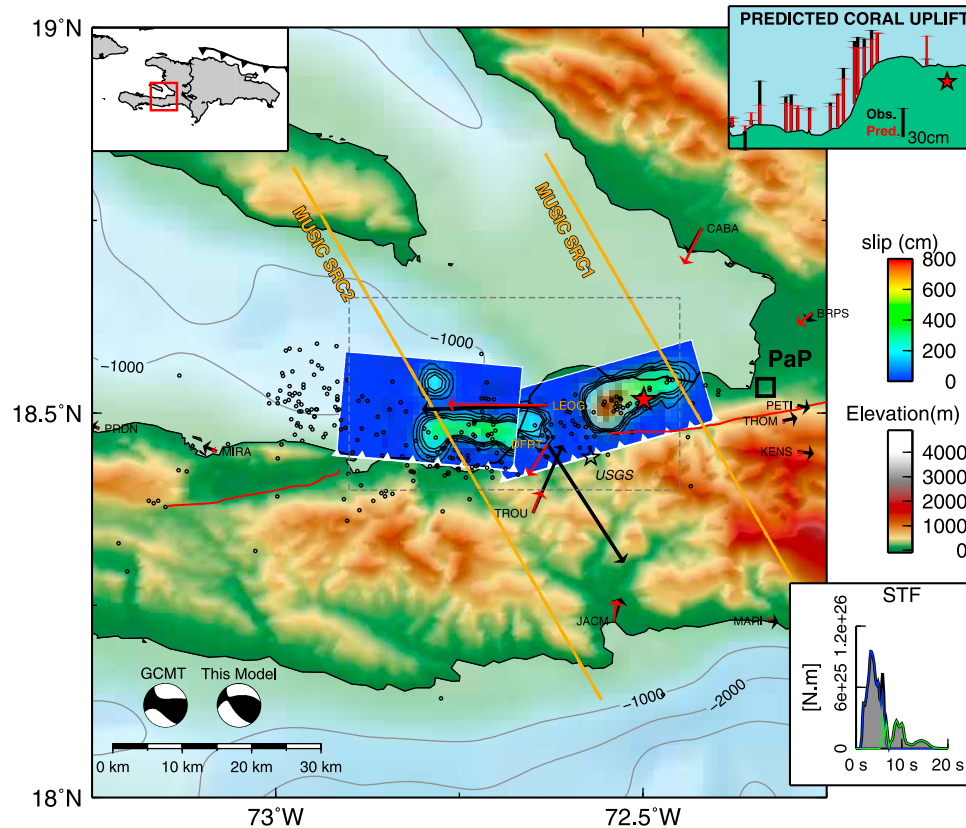 19˚N
PREDICTED CORAL UPLIFT
Obs.
Pred.
30cm
MUSIC SRC2
MUSIC SRC1
CABA
slip (cm)
800
600
400
200
0
BRPS
−1000
−1000
PaP
18.5˚N
LEOG
PETI
THOM
PRDN
MIRA
DFRT
KENS
USGS
TROU
Elevation(m)
4000
3000
2000
1000
0
JACM
MARI
STF
GCMT
This Model
−1000
−2000
[N.m]
0
6e+25
1.2e+26
0 s
10 s
20 s
0 km
10 km
20 km
30 km
18˚N
73˚W
72.5˚W